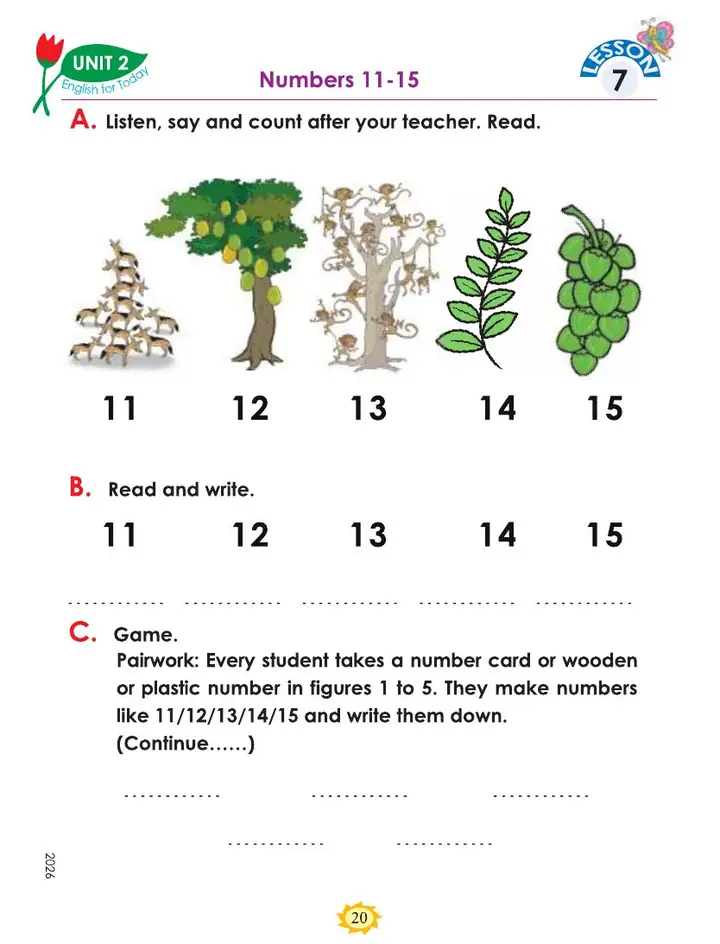 UNIT 2
English for Today
Numbers 11-15
LESSON
7
A. Listen, say and count after your teacher. Read.
11 12 13 14 15
B. Read and write.
11 12 13 14 15
C. Game.
Pairwork: Every student takes a number card or wooden
or plastic number in figures 1 to 5. They make numbers
like 11/12/13/14/15 and write them down.
(Continue......)
2026
20